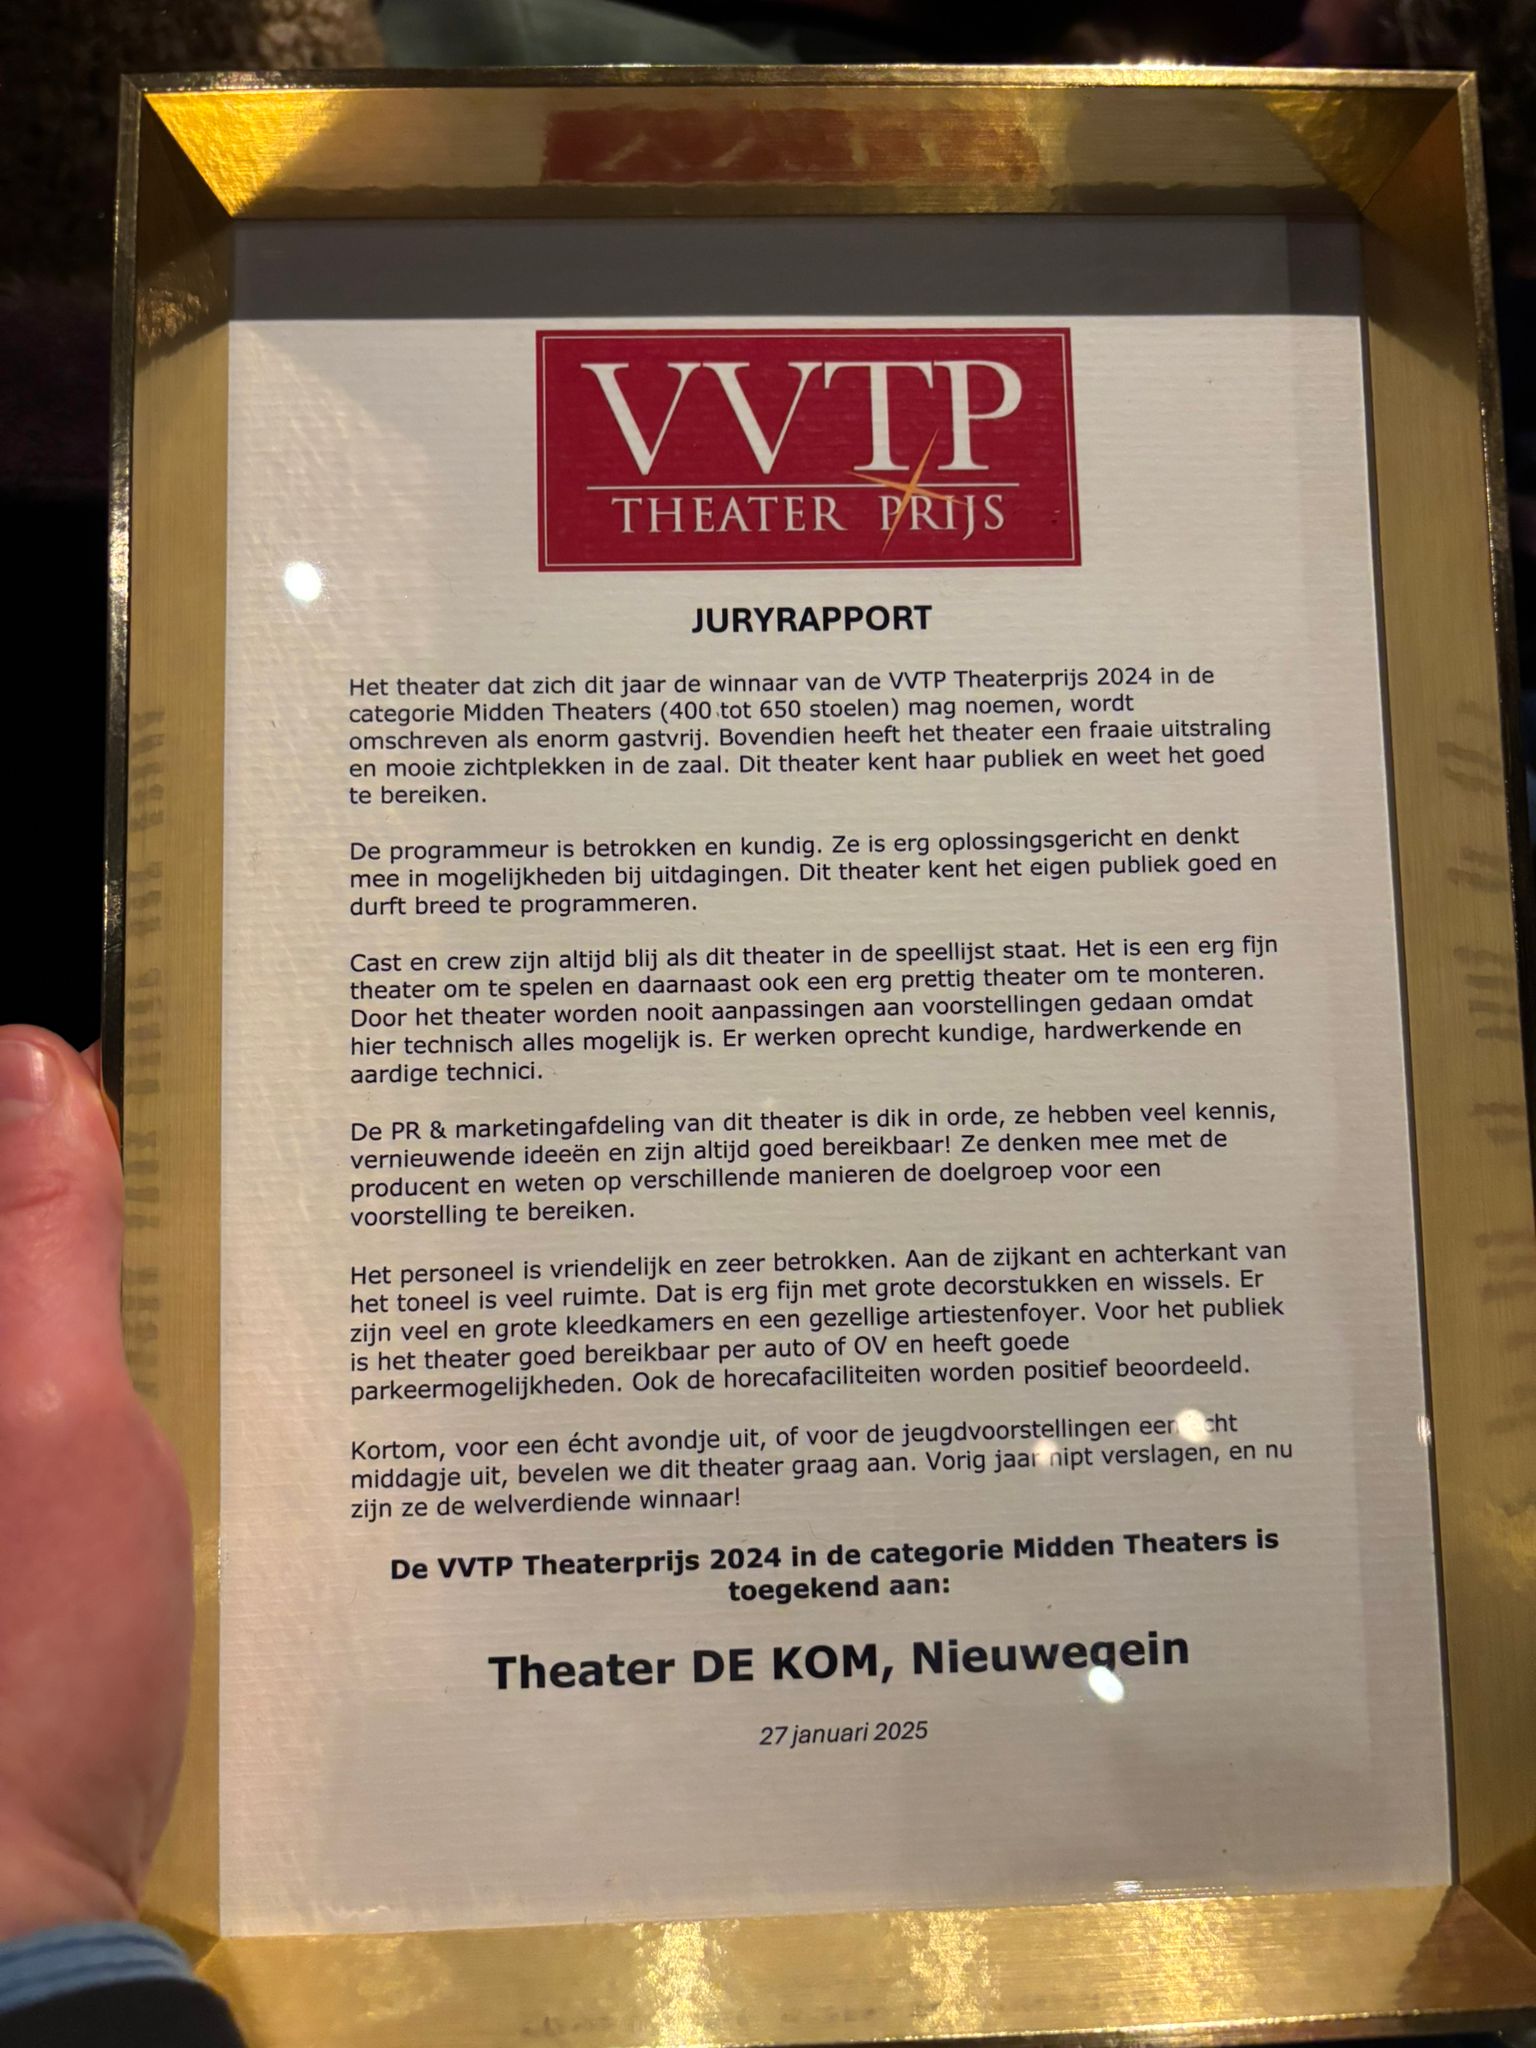 VVTP
THEATER PRIJS
JURYRAPPORT
Het theater dat zich dit jaar de winnaar van de VVTP Theaterprijs 2024 in de
categorie Midden Theaters (400 tot 650 stoelen) mag noemen, wordt
omschreven als enorm gastvrij. Bovendien heeft het theater een fraaie uitstraling
en mooie zichtplekken in de zaal. Dit theater kent haar publiek en weet het goed
te bereiken.
De programmeur is betrokken en kundig. Ze is erg oplossingsgericht en denkt
mee in mogelijkheden bij uitdagingen. Dit theater kent het eigen publiek goed en
durft breed te programmeren.
Cast en crew zijn altijd blij als dit theater in de speellijst staat. Het is een erg fijn
theater om te spelen en daarnaast ook een erg prettig theater om te monteren.
Door het theater worden nooit aanpassingen aan voorstellingen gedaan omdat
hier technisch alles mogelijk is. Er werken oprecht kundige, hardwerkende en
aardige technici.
De PR & marketingafdeling van dit theater is dik in orde, ze hebben veel kennis,
vernieuwende ideeën en zijn altijd goed bereikbaar! Ze denken mee met de
producent en weten op verschillende manieren de doelgroep voor een
voorstelling te bereiken.
Het personeel is vriendelijk en zeer betrokken. Aan de zijkant en achterkant van
het toneel is veel ruimte. Dat is erg fijn met grote decorstukken en wissels. Er
zijn veel en grote kleedkamers en een gezellige artiestenfoyer. Voor het publiek
is het theater goed bereikbaar per auto of OV en heeft goede
parkeermogelijkheden. Ook de horecafaciliteiten worden positief beoordeeld.
Kortom, voor een écht avondje uit, of voor de jeugdvoorstellingen een
middagje uit, bevelen we dit theater graag aan. Vorig jaar nipt verslagen, en nu
zijn ze de welverdiende winnaar!
De VVTP Theaterprijs 2024 in de categorie Midden Theaters is
toegekend aan:
Theater DE KOM, Nieuwegein
27 januari 2025